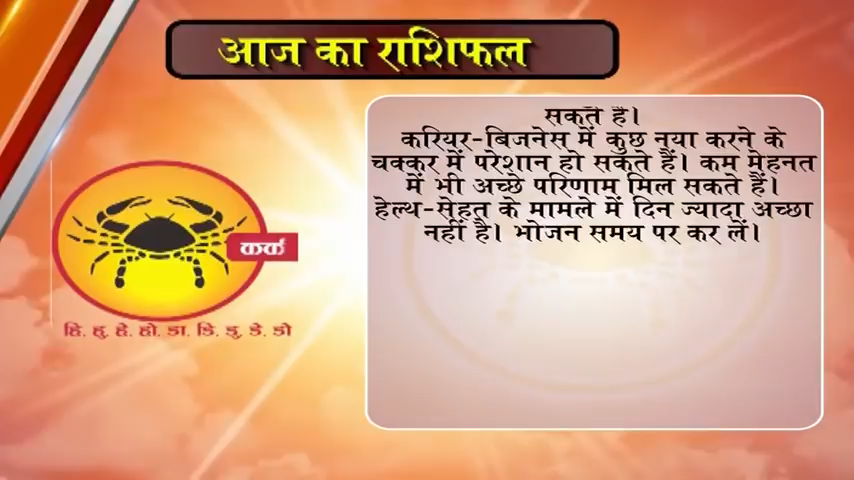 आज का राशिफल
सकते हैं।
करियर-बिजनेस में कुछ नया करने के
चक्कर में परेशान हो सकते हैं। कम मेहनत
में भी अच्छे परिणाम मिल सकते हैं।
हेल्थ-सेहत के मामले में दिन ज्यादा अच्छा
नहीं है। भोजन समय पर कर लें।
कर्क
हि. हु. हे. हो. डा. डि. डु. डे. डो